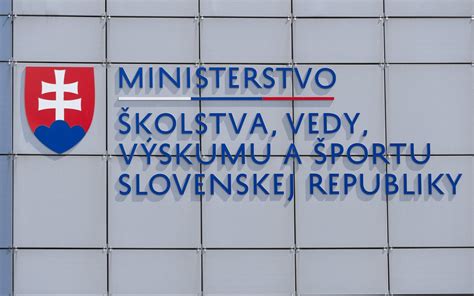 MINISTERSTVO
ŠKOLSTVA, VEDY,
VÝSKUMU A ŠPORTU
SLOVENSKEJ REPUBLIKY